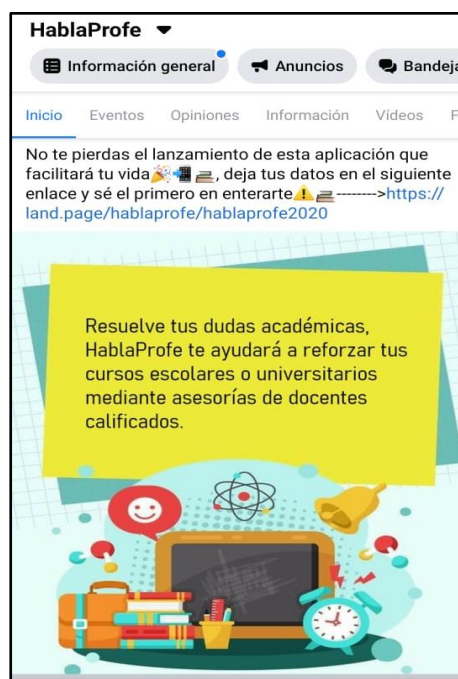 HablaProfe
Información general Anuncios
Inicio Eventos Opiniones Información Vídeos
No te pierdas el lanzamiento de esta aplicación que
facilitará tu vida🎉📲📚, deja tus datos en el siguiente
enlace y sé el primero en enterarte⚠️📚-------->https://
land.page/hablaprofe/hablaprofe2020
Resuelve tus dudas académicas,
HablaProfe te ayudará a reforzar tus
cursos escolares o universitarios
mediante asesorías de docentes
calificados.